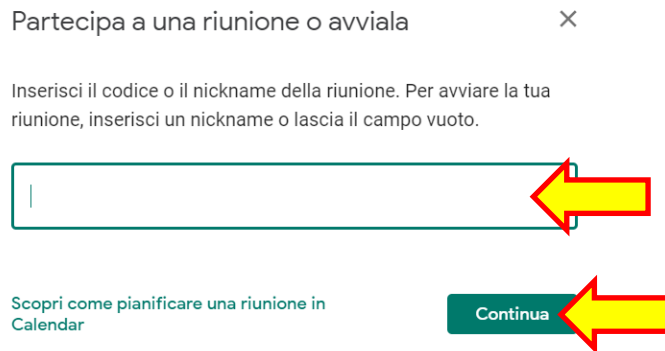 Partecipa a una riunione o avviala
Inserisci il codice o il nickname della riunione. Per avviare la tua
riunione, inserisci un nickname o lascia il campo vuoto.
Scopri come pianificare una riunione in
Calendar
Continua